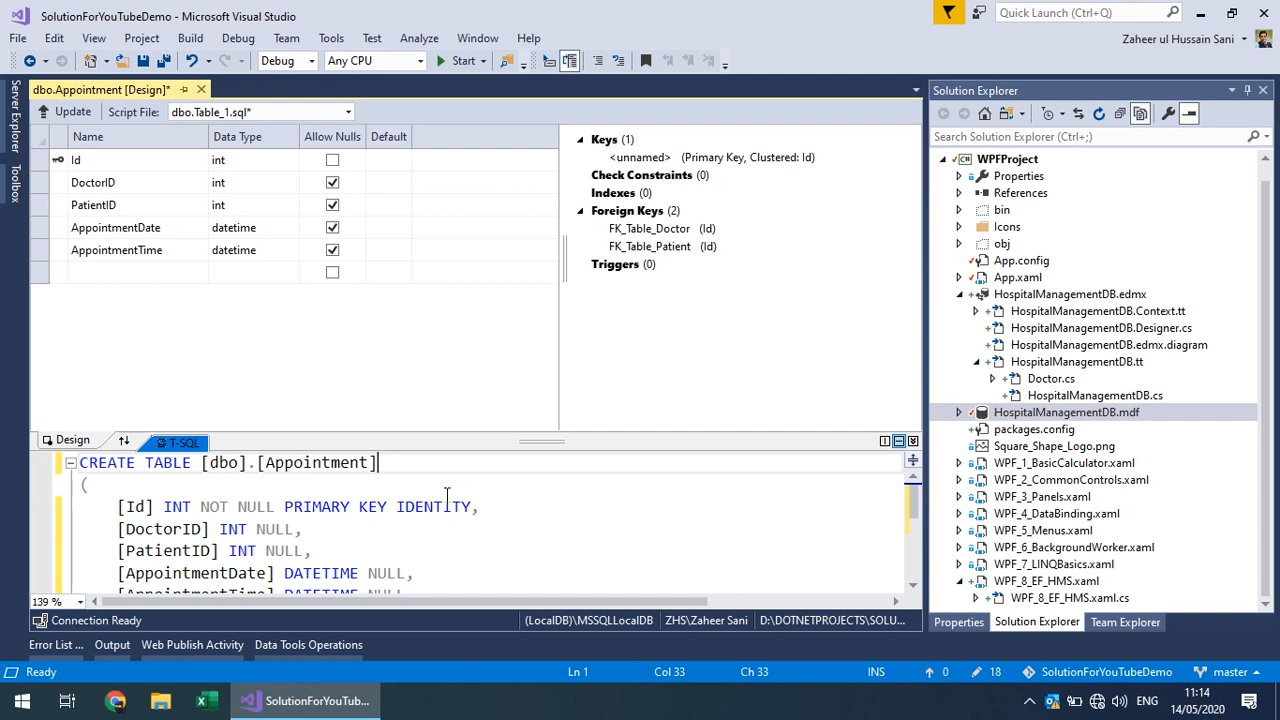 SolutionForYouTubeDemo - Microsoft Visual Studio
Quick Launch (Ctrl+Q)
File Edit View Project Build Debug Team Tools Test Analyze Window Help
Zaheer ul Hussain Sani
Debug Any CPU Start
Server Explorer
Toolbox
dbo.Appointment [Design]*
Update Script File: dbo.Table_1.sql*
Name Data Type Allow Nulls Default
Id int
DoctorID int
PatientID int
AppointmentDate datetime
AppointmentTime datetime
Keys (1)
<unnamed> (Primary Key, Clustered: Id)
Check Constraints (0)
Indexes (0)
Foreign Keys (2)
FK_Table_Doctor (Id)
FK_Table_Patient (Id)
Triggers (0)
Design T-SQL
CREATE TABLE [dbo].[Appointment]
(
[Id] INT NOT NULL PRIMARY KEY IDENTITY,
[DoctorID] INT NULL,
[PatientID] INT NULL,
[AppointmentDate] DATETIME NULL,
[AppointmentTime] DATETIME NULL
139 %
Connection Ready (LocalDB)\MSSQLLocalDB ZHS\Zaheer Sani D:\DOTNETPROJECTS\SOLU...
Error List ... Output Web Publish Activity Data Tools Operations
Solution Explorer
Search Solution Explorer (Ctrl+;)
WPFProject
Properties
References
bin
Icons
obj
App.config
App.xaml
HospitalManagementDB.edmx
HospitalManagementDB.Context.tt
HospitalManagementDB.Designer.cs
HospitalManagementDB.edmx.diagram
HospitalManagementDB.tt
Doctor.cs
HospitalManagementDB.cs
HospitalManagementDB.mdf
packages.config
Square_Shape_Logo.png
WPF_1_BasicCalculator.xaml
WPF_2_CommonControls.xaml
WPF_3_Panels.xaml
WPF_4_DataBinding.xaml
WPF_5_Menus.xaml
WPF_6_BackgroundWorker.xaml
WPF_7_LINQBasics.xaml
WPF_8_EF_HMS.xaml
WPF_8_EF_HMS.xaml.cs
Properties Solution Explorer Team Explorer
Ready Ln 1 Col 33 Ch 33 INS 0 18 SolutionForYouTubeDemo master
SolutionForYouTub... ENG 11:14
14/05/2020